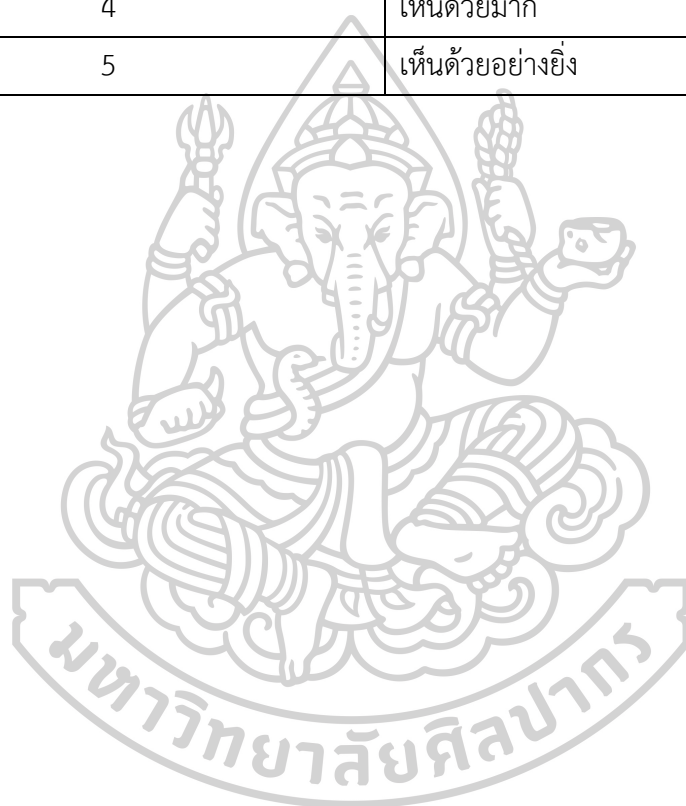 4 เห็นด้วยมาก
5 เห็นด้วยอย่างยิ่ง
มหาวิทยาลัยศิลปากร